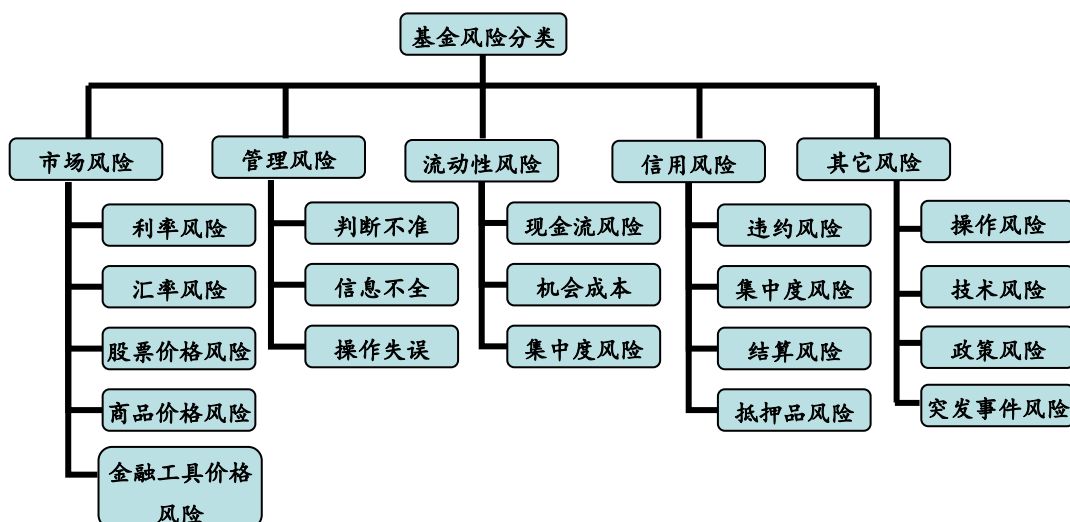 基金风险分类
市场风险
利率风险
汇率风险
股票价格风险
商品价格风险
金融工具价格
风险
管理风险
判断不准
信息不全
操作失误
流动性风险
现金流风险
机会成本
集中度风险
信用风险
违约风险
集中度风险
结算风险
抵押品风险
其它风险
操作风险
技术风险
政策风险
突发事件风险